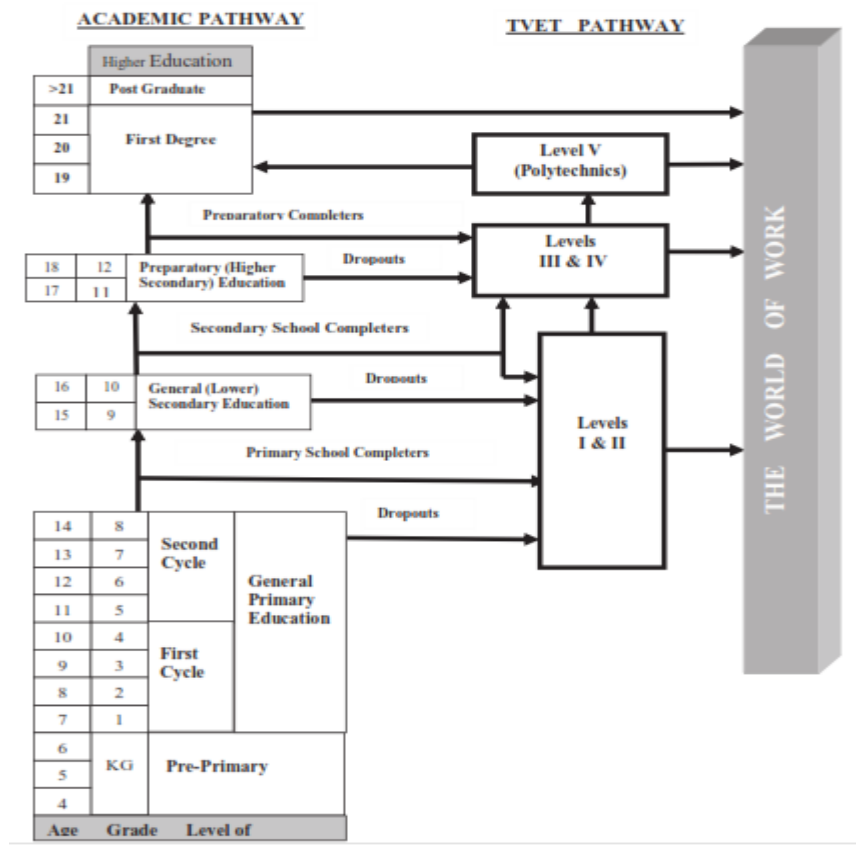 ACADEMIC PATHWAY
TVET PATHWAY
Higher Education
>21 Post Graduate
21
20
19
First Degree
Level V
(Polytechnics)
Preparatory Completers
Levels
III & IV
Dropouts
18 12
17 11
Preparatory (Higher
Secondary) Education
Secondary School Completers
Dropouts
16 10
15 9
General (Lower)
Secondary Education
Levels
I & II
Primary School Completers
Dropouts
14 8
13 7
12 6
11 5
10 4
9 3
8 2
7 1
Second
Cycle
First
Cycle
General
Primary
Education
6
5
4
KG
Pre-Primary
Age Grade Level of
THE WORLD OF WORK